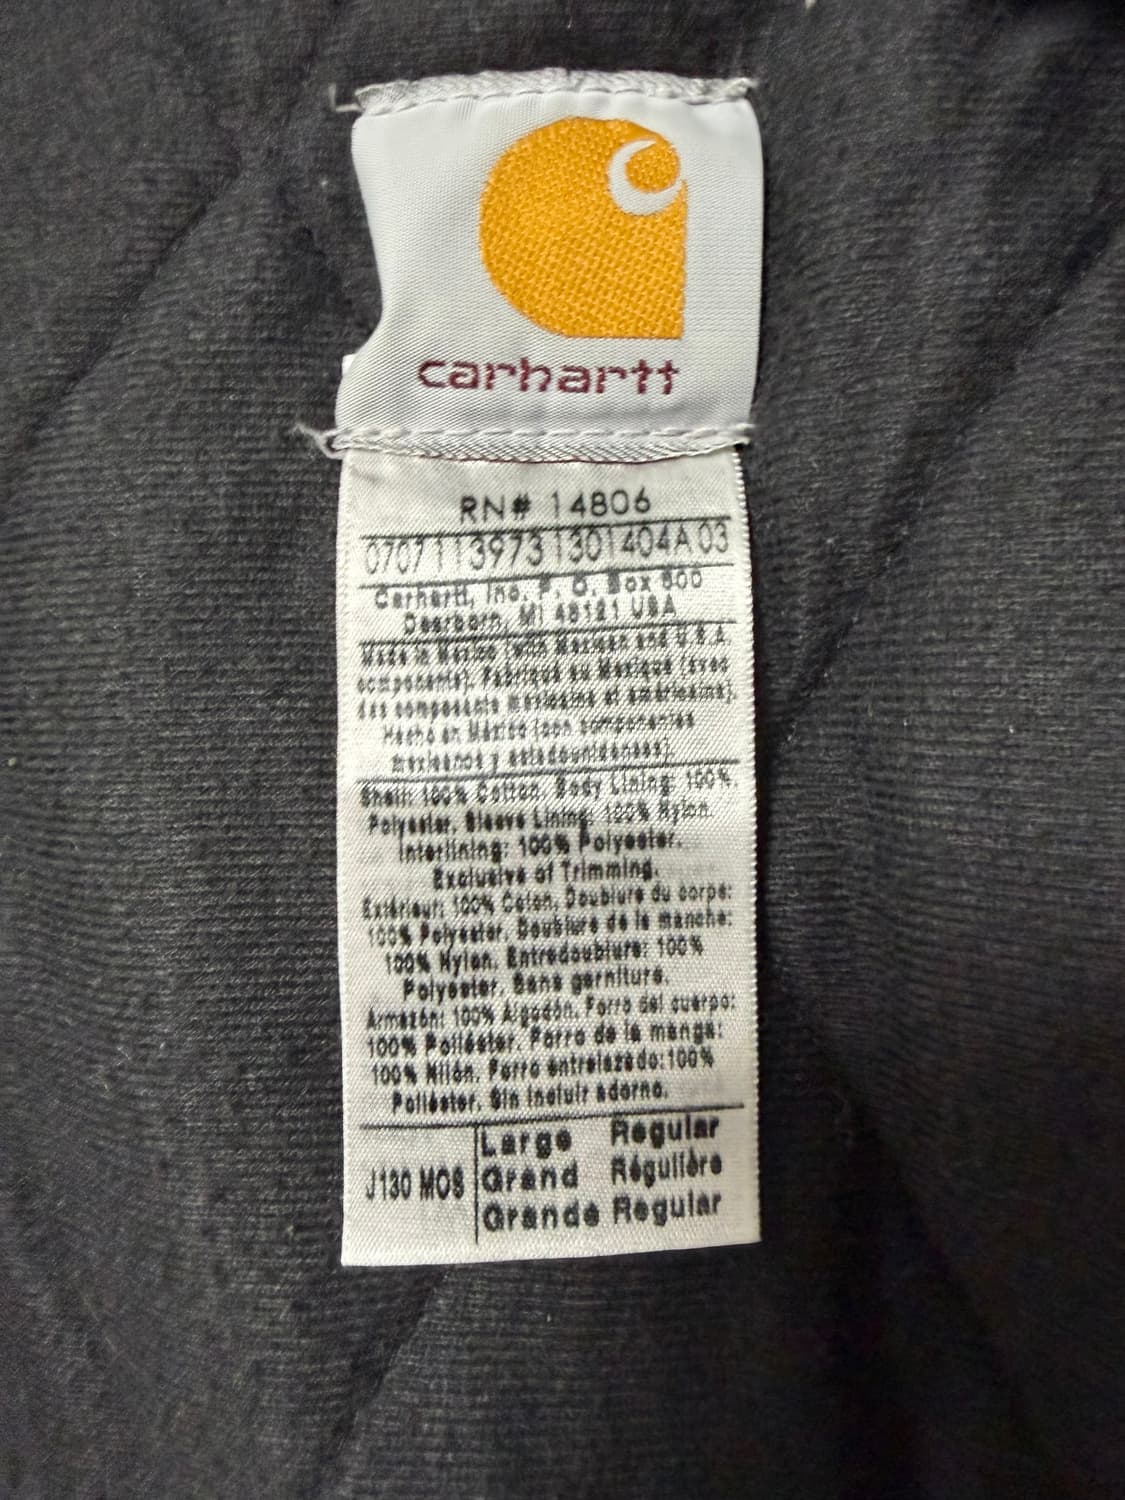 carhartt
RN# 14806
0707 113973 1301404A 03
Carhartt, Inc. P. O. Box 600
Dearborn, MI 48121 USA
Made in Mexico (with Mexican and U.S.A.
components). Fabriqué au Mexique (avec
des composants mexicains et américains).
Hecho en México (con componentes
mexicanos y estadounidenses).
Shell: 100% Cotton. Body Lining: 100%
Polyester. Sleeve Lining: 100% Nylon.
Interlining: 100% Polyester.
Exclusive of Trimming.
Extérieur: 100% Coton. Doublure du corps:
100% Polyester. Doublure de la manche:
100% Nylon. Entredoublure: 100%
Polyester. Sans garniture.
Armazón: 100% Algodón. Forro del cuerpo:
100% Poliéster. Forro de la manga:
100% Nilón. Forro entrelazado:100%
Poliéster. Sin incluir adorno.
J130 MOS
Large Regular
Grand Régulière
Grande Regular